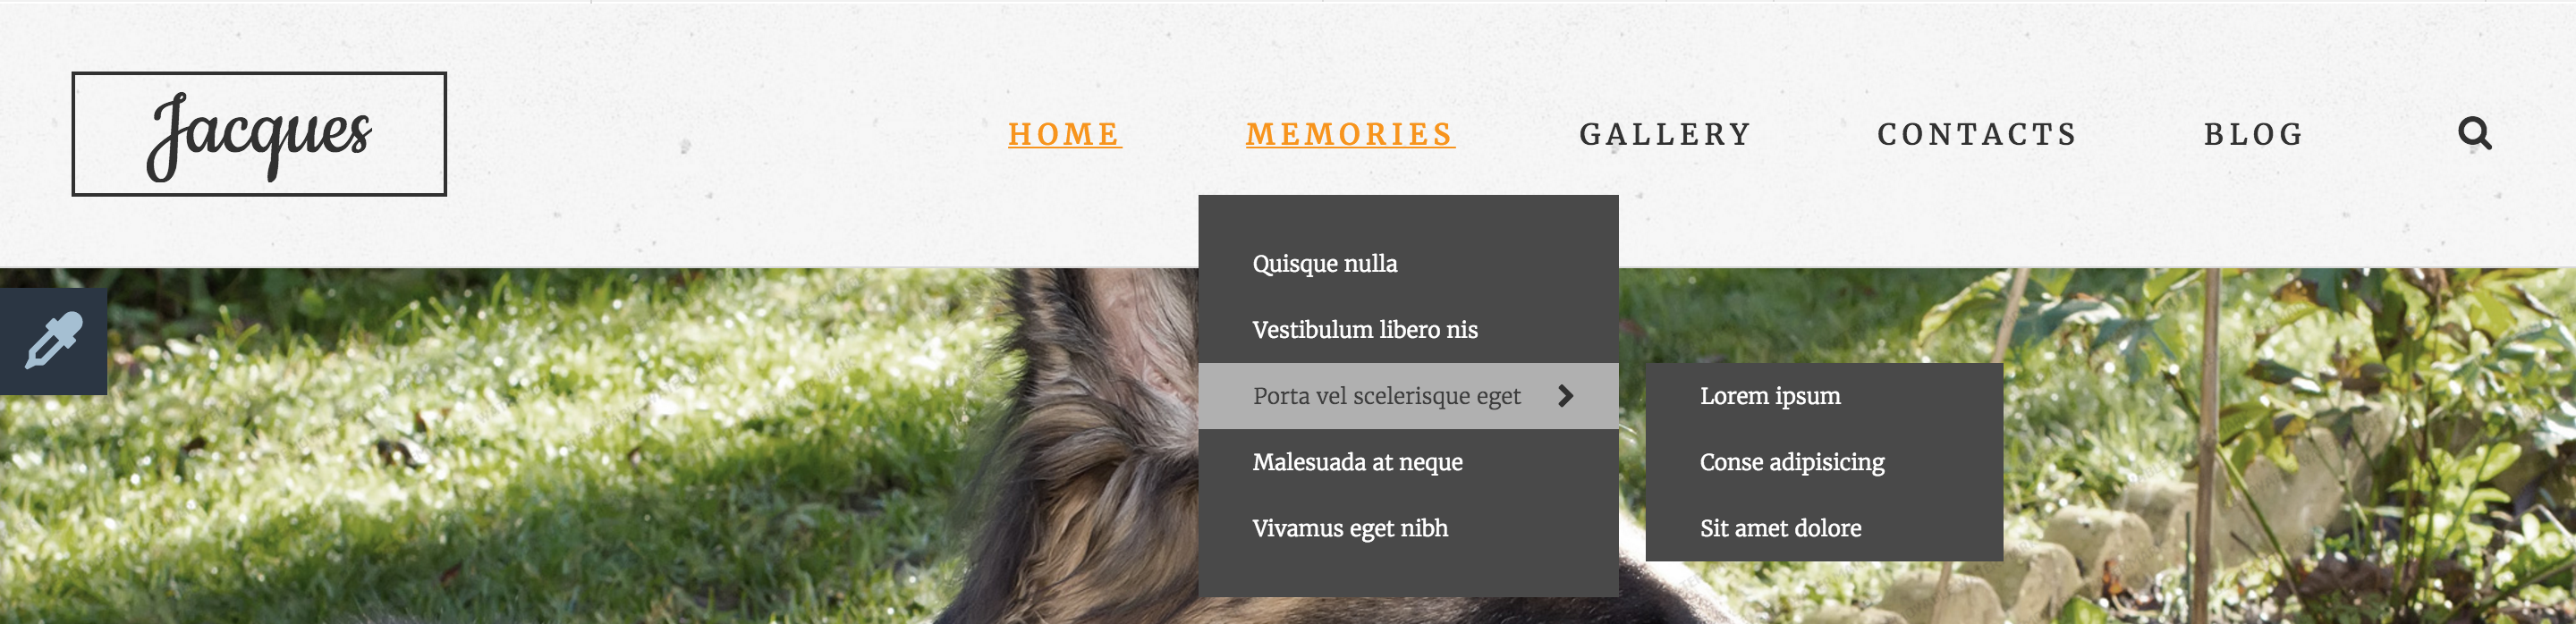 Jacques
HOME MEMORIES GALLERY CONTACTS BLOG
Quisque nulla
Vestibulum libero nis
Porta vel scelerisque eget
Malesuada at neque
Vivamus eget nibh
Lorem ipsum
Conse adipisicing
Sit amet dolore